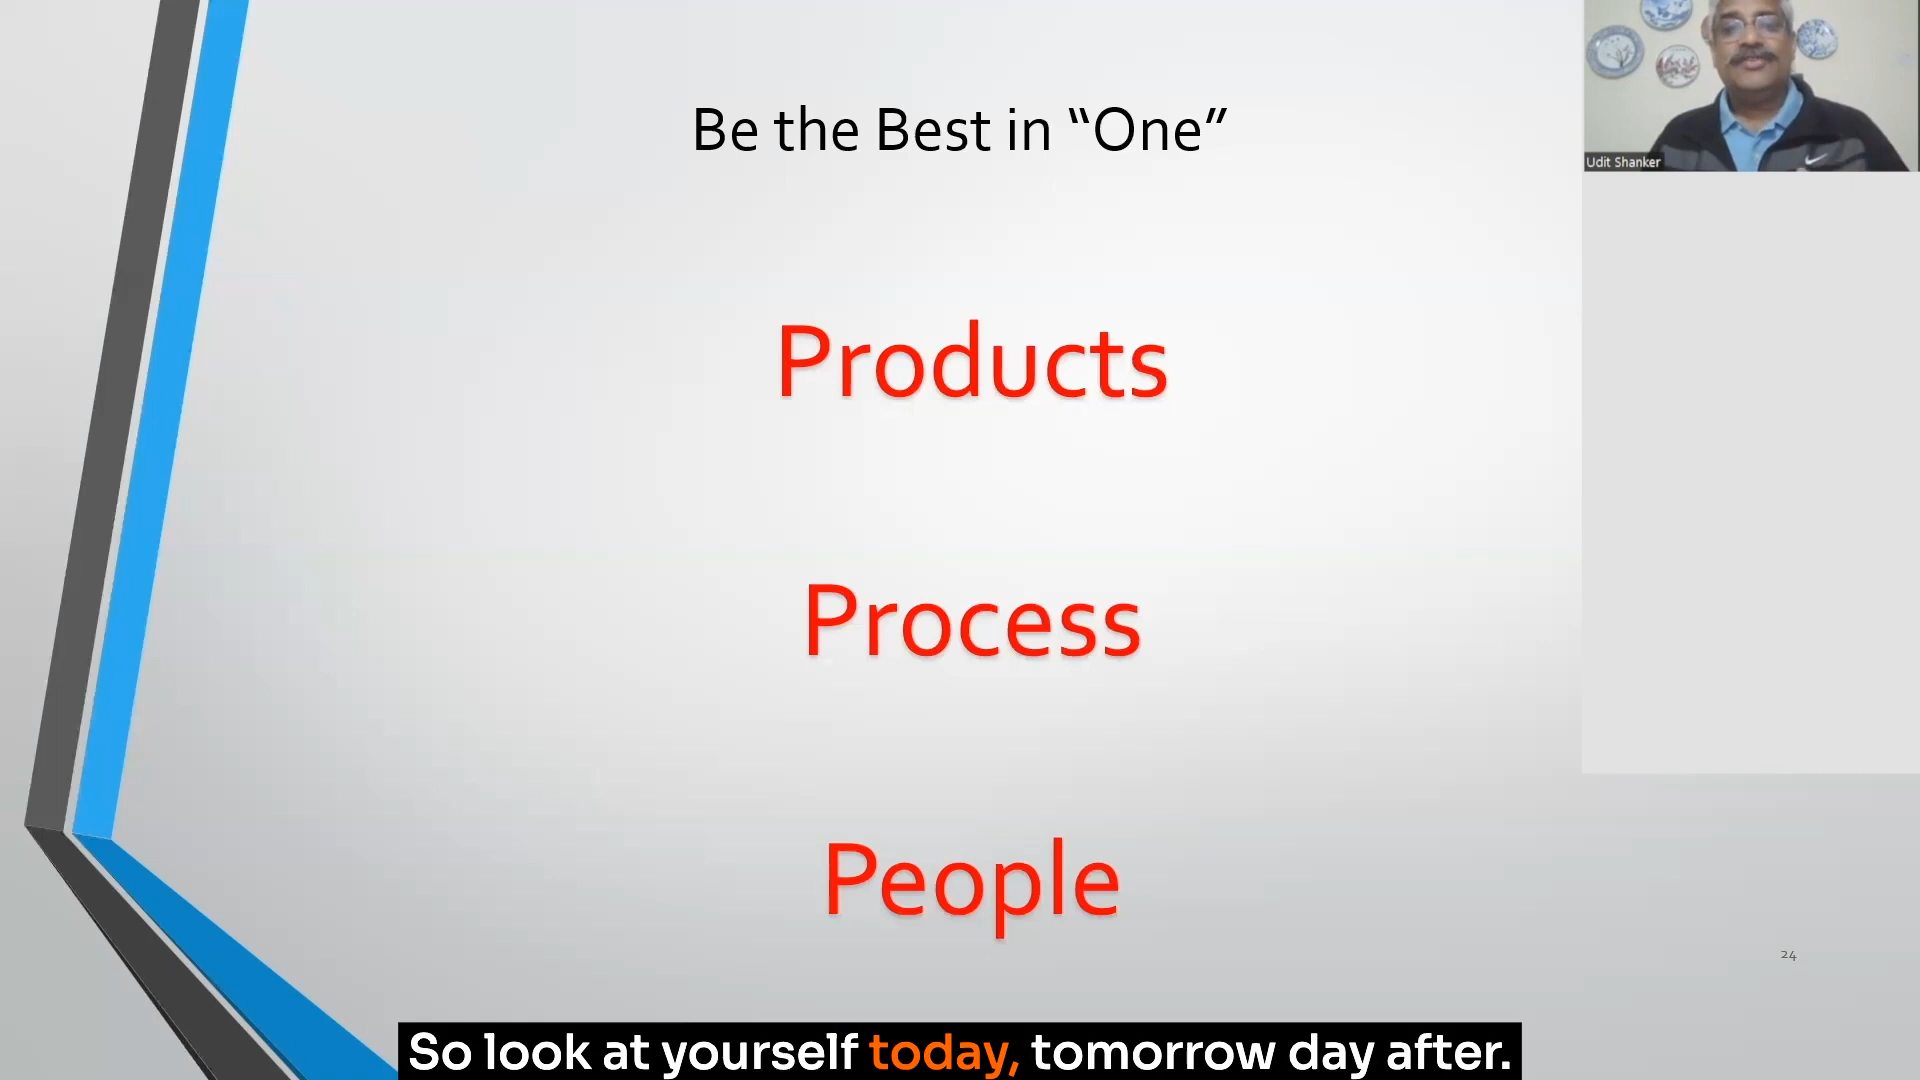 Be the Best in “One”
Udit Shanker
Products
Process
People
24
So look at yourself today, tomorrow day after.